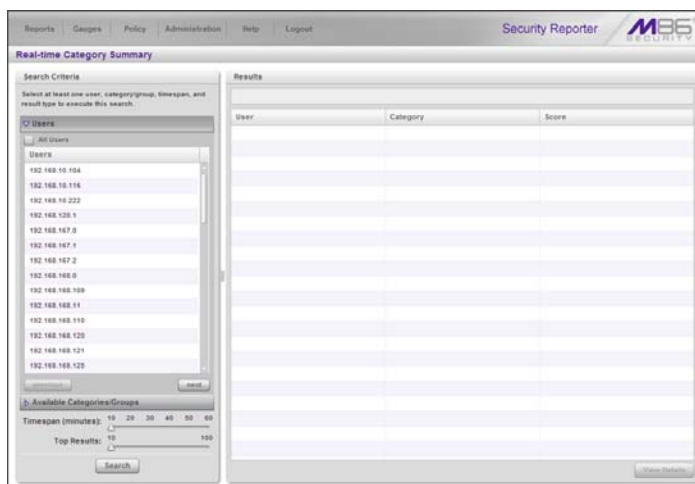 Reports Gauges Policy Administration Help Logout Security Reporter M86 SECURITY
Real-time Category Summary
Search Criteria
Select at least one user, category/group, timespan, and
result type to execute this search.
Users
All Users
Users
192.168.10.104
192.168.10.116
192.168.10.222
192.168.120.1
192.168.167.0
192.168.167.1
192.168.167.2
192.168.168.0
192.168.168.109
192.168.168.11
192.168.168.110
192.168.168.120
192.168.168.121
192.168.168.125
previous next
Available Categories/Groups
Timespan (minutes): 10 20 30 40 50 60
Top Results: 10 100
Search
Results
User Category Score
View Details